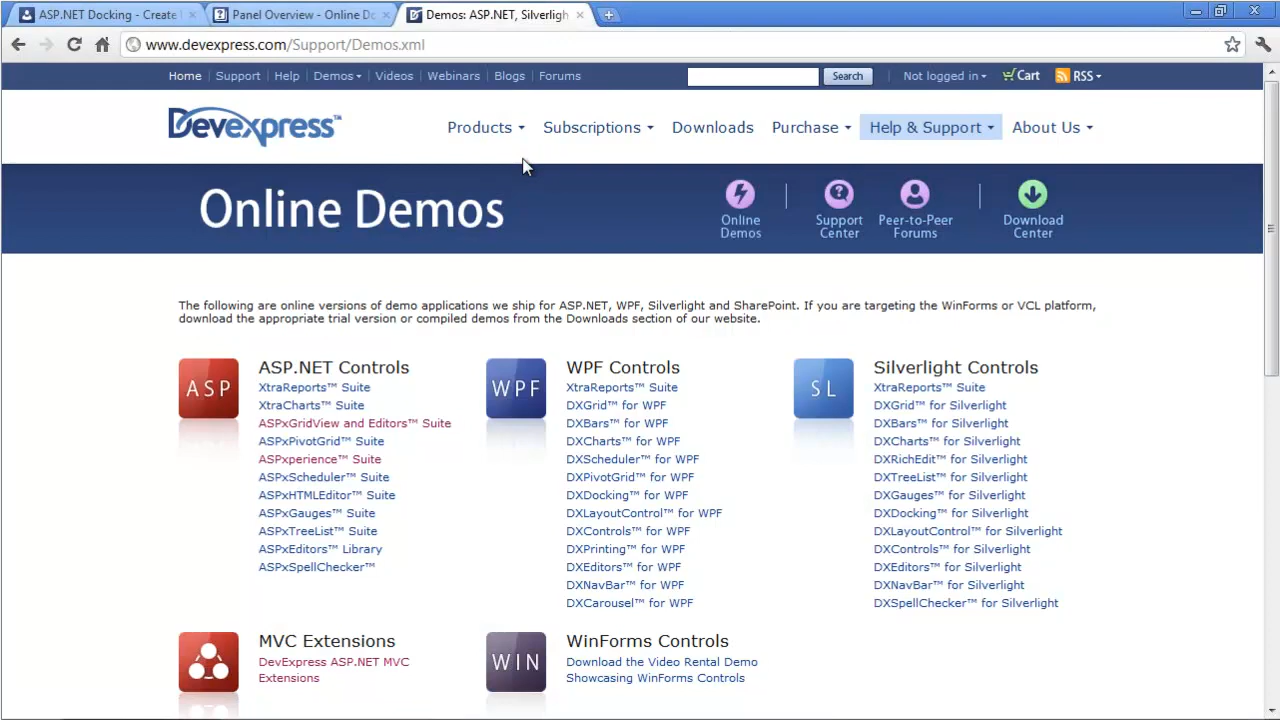 ASP.NET Docking - Create
Panel Overview - Online Do
Demos: ASP.NET, Silverligh
www.devexpress.com/Support/Demos.xml
Home Support Help Demos Videos Webinars Blogs Forums Search Not logged in Cart RSS
Devexpress™ Products Subscriptions Downloads Purchase Help & Support About Us
Online Demos
Online Demos
Support Center
Peer-to-Peer Forums
Download Center
The following are online versions of demo applications we ship for ASP.NET, WPF, Silverlight and SharePoint. If you are targeting the WinForms or VCL platform,
download the appropriate trial version or compiled demos from the Downloads section of our website.
ASP
ASP.NET Controls
XtraReports™ Suite
XtraCharts™ Suite
ASPxGridView and Editors™ Suite
ASPxPivotGrid™ Suite
ASPxperience™ Suite
ASPxScheduler™ Suite
ASPxHTMLEditor™ Suite
ASPxGauges™ Suite
ASPxTreeList™ Suite
ASPxEditors™ Library
ASPxSpellChecker™
WPF
WPF Controls
XtraReports™ Suite
DXGrid™ for WPF
DXBars™ for WPF
DXCharts™ for WPF
DXScheduler™ for WPF
DXPivotGrid™ for WPF
DXDocking™ for WPF
DXLayoutControl™ for WPF
DXControls™ for WPF
DXPrinting™ for WPF
DXEditors™ for WPF
DXNavBar™ for WPF
DXCarousel™ for WPF
SL
Silverlight Controls
XtraReports™ Suite
DXGrid™ for Silverlight
DXBars™ for Silverlight
DXCharts™ for Silverlight
DXRichEdit™ for Silverlight
DXTreeList™ for Silverlight
DXGauges™ for Silverlight
DXDocking™ for Silverlight
DXLayoutControl™ for Silverlight
DXControls™ for Silverlight
DXEditors™ for Silverlight
DXNavBar™ for Silverlight
DXSpellChecker™ for Silverlight
MVC Extensions
DevExpress ASP.NET MVC
Extensions
WIN
WinForms Controls
Download the Video Rental Demo
Showcasing WinForms Controls